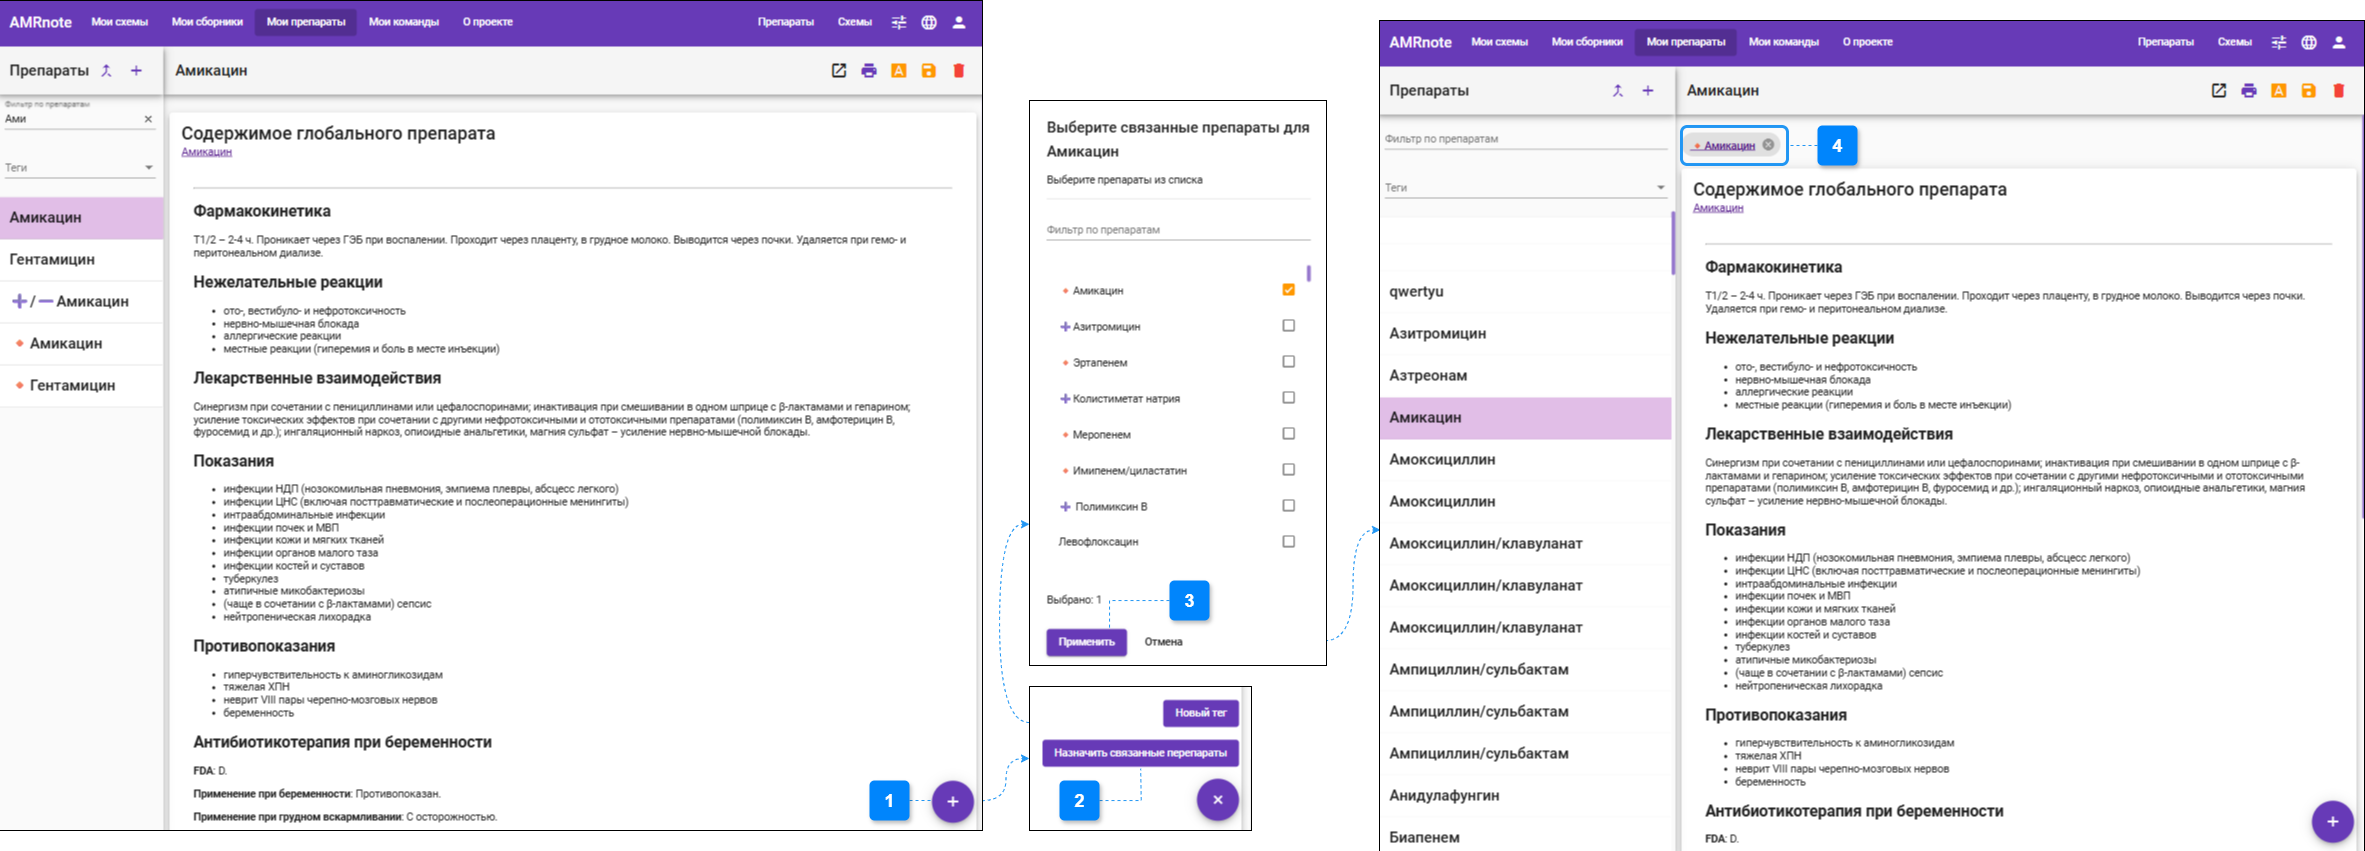 AMRnote Мои схемы Мои сборники Мои препараты Мои команды О проекте Препараты Схемы
Препараты
Фильтр по препаратам
Ами
Теги
Амикацин
Гентамицин
+/− Амикацин
Амикацин
Гентамицин
Амикацин
Содержимое глобального препарата
Амикацин
Фармакокинетика
T1/2 – 2-4 ч. Проникает через ГЭБ при воспалении. Проходит через плаценту, в грудное молоко. Выводится через почки. Удаляется при гемо- и
перитонеальном диализе.
Нежелательные реакции
• ото-, вестибуло- и нефротоксичность
• нервно-мышечная блокада
• аллергические реакции
• местные реакции (гиперемия и боль в месте инъекции)
Лекарственные взаимодействия
Синергизм при сочетании с пенициллинами или цефалоспоринами; инактивация при смешивании в одном шприце с β-лактамами и гепарином;
усиление токсических эффектов при сочетании с другими нефротоксичными и ототоксичными препаратами (полимиксин В, амфотерицин В,
фуросемид и др.); ингаляционный наркоз, опиоидные анальгетики, магния сульфат – усиление нервно-мышечной блокады.
Показания
• инфекции НДП (нозокомильная пневмония, эмпиема плевры, абсцесс легкого)
• инфекции ЦНС (включая посттравматические и послеоперационные менингиты)
• интраабдоминальные инфекции
• инфекции почек и МВП
• инфекции кожи и мягких тканей
• инфекции органов малого таза
• инфекции костей и суставов
• туберкулез
• атипичные микобактериозы
• (чаще в сочетании с β-лактамами) сепсис
• нейтропеническая лихорадка
Противопоказания
• гиперчувствительность к аминогликозидам
• тяжелая ХПН
• неврит VIII пары черепно-мозговых нервов
• беременность
Антибиотикотерапия при беременности
FDA: D.
Применение при беременности: Противопоказан.
Применение при грудном вскармливании: С осторожностью.
1
Выберите связанные препараты для
Амикацин
Выберите препараты из списка
Фильтр по препаратам
Амикацин
Азитромицин
Эртапенем
Колистиметат натрия
Меропенем
Имипенем/циластатин
Полимиксин В
Левофлоксацин
Выбрано: 1
3
Применить Отмена
Новый тег
Назначить связанные перепараты
2
AMRnote Мои схемы Мои сборники Мои препараты Мои команды О проекте Препараты Схемы
Препараты
Фильтр по препаратам
Теги
qwertyu
Азитромицин
Азтреонам
Амикацин
Амоксициллин
Амоксициллин
Амоксициллин/клавуланат
Амоксициллин/клавуланат
Амоксициллин/клавуланат
Ампициллин/сульбактам
Ампициллин/сульбактам
Ампициллин/сульбактам
Анидулафунгин
Биапенем
Амикацин
Амикацин
4
Содержимое глобального препарата
Амикацин
Фармакокинетика
T1/2 – 2-4 ч. Проникает через ГЭБ при воспалении. Проходит через плаценту, в грудное молоко. Выводится через почки.
Удаляется при гемо- и перитонеальном диализе.
Нежелательные реакции
• ото-, вестибуло- и нефротоксичность
• нервно-мышечная блокада
• аллергические реакции
• местные реакции (гиперемия и боль в месте инъекции)
Лекарственные взаимодействия
Синергизм при сочетании с пенициллинами или цефалоспоринами; инактивация при смешивании в одном шприце с β-
лактамами и гепарином; усиление токсических эффектов при сочетании с другими нефротоксичными и ототоксичными
препаратами (полимиксин В, амфотерицин В, фуросемид и др.); ингаляционный наркоз, опиоидные анальгетики, магния
сульфат – усиление нервно-мышечной блокады.
Показания
• инфекции НДП (нозокомильная пневмония, эмпиема плевры, абсцесс легкого)
• инфекции ЦНС (включая посттравматические и послеоперационные менингиты)
• интраабдоминальные инфекции
• инфекции почек и МВП
• инфекции кожи и мягких тканей
• инфекции органов малого таза
• инфекции костей и суставов
• туберкулез
• атипичные микобактериозы
• (чаще в сочетании с β-лактамами) сепсис
• нейтропеническая лихорадка
Противопоказания
• гиперчувствительность к аминогликозидам
• тяжелая ХПН
• неврит VIII пары черепно-мозговых нервов
• беременность
Антибиотикотерапия при беременности
FDA: D.